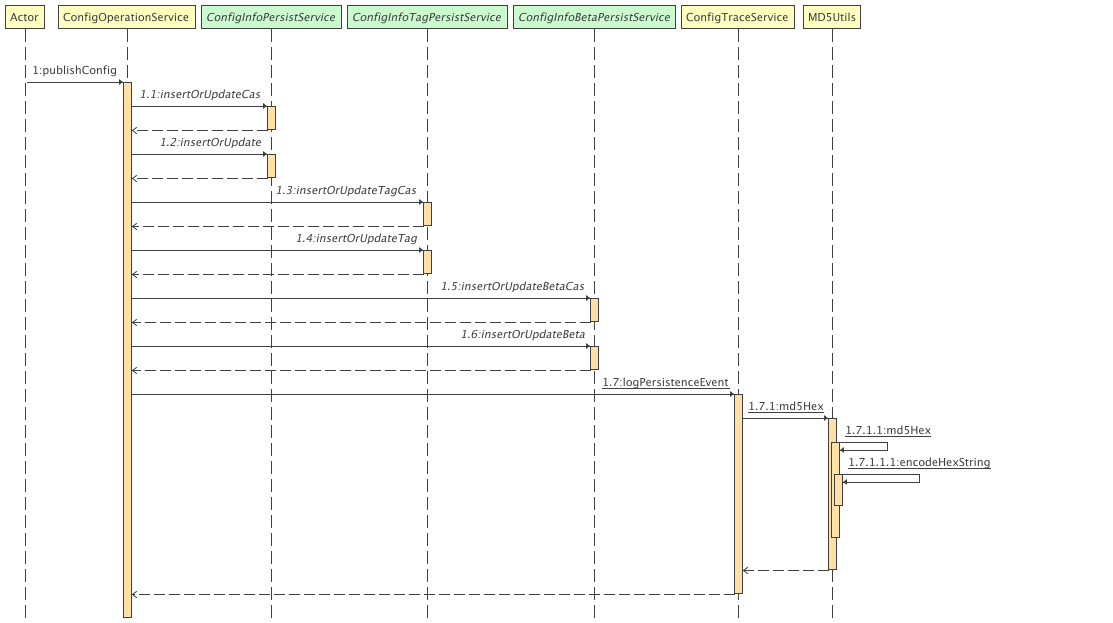 Actor
ConfigOperationService
ConfigInfoPersistService
ConfigInfoTagPersistService
ConfigInfoBetaPersistService
ConfigTraceService
MD5Utils
1:publishConfig
1.1:insertOrUpdateCas
1.2:insertOrUpdate
1.3:insertOrUpdateTagCas
1.4:insertOrUpdateTag
1.5:insertOrUpdateBetaCas
1.6:insertOrUpdateBeta
1.7:logPersistenceEvent
1.7.1:md5Hex
1.7.1.1:md5Hex
1.7.1.1.1:encodeHexString